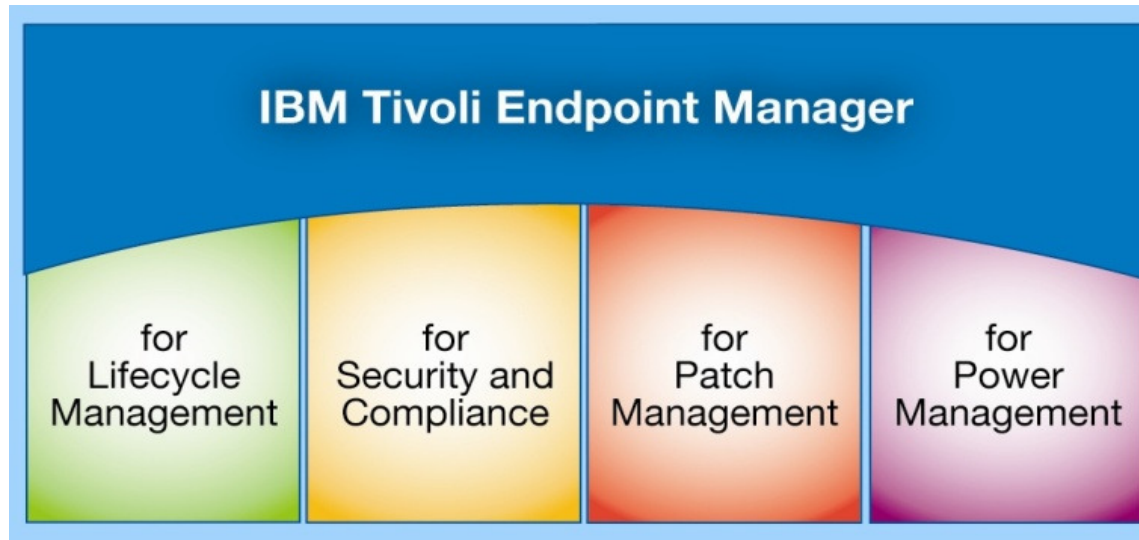 IBM Tivoli Endpoint Manager
for
Lifecycle
Management
for
Security and
Compliance
for
Patch
Management
for
Power
Management